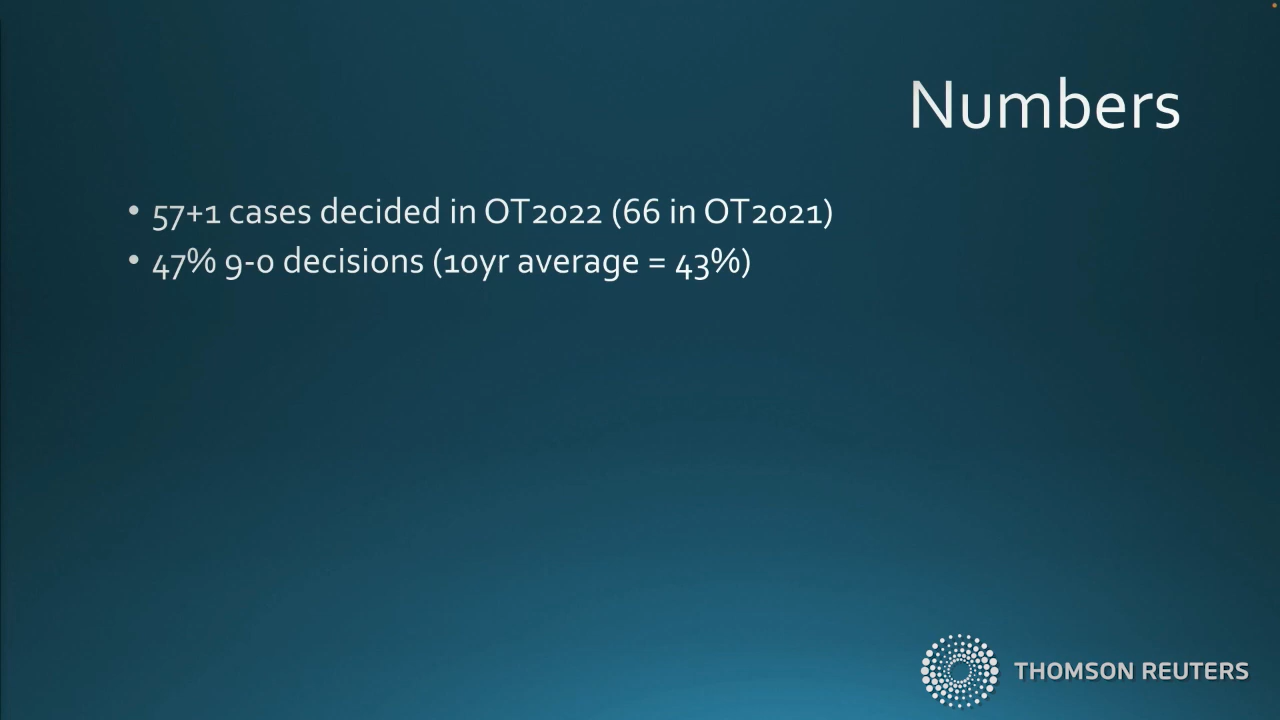 Numbers
• 57+1 cases decided in OT2022 (66 in OT2021)
• 47% 9-0 decisions (10yr average = 43%)
THOMSON REUTERS